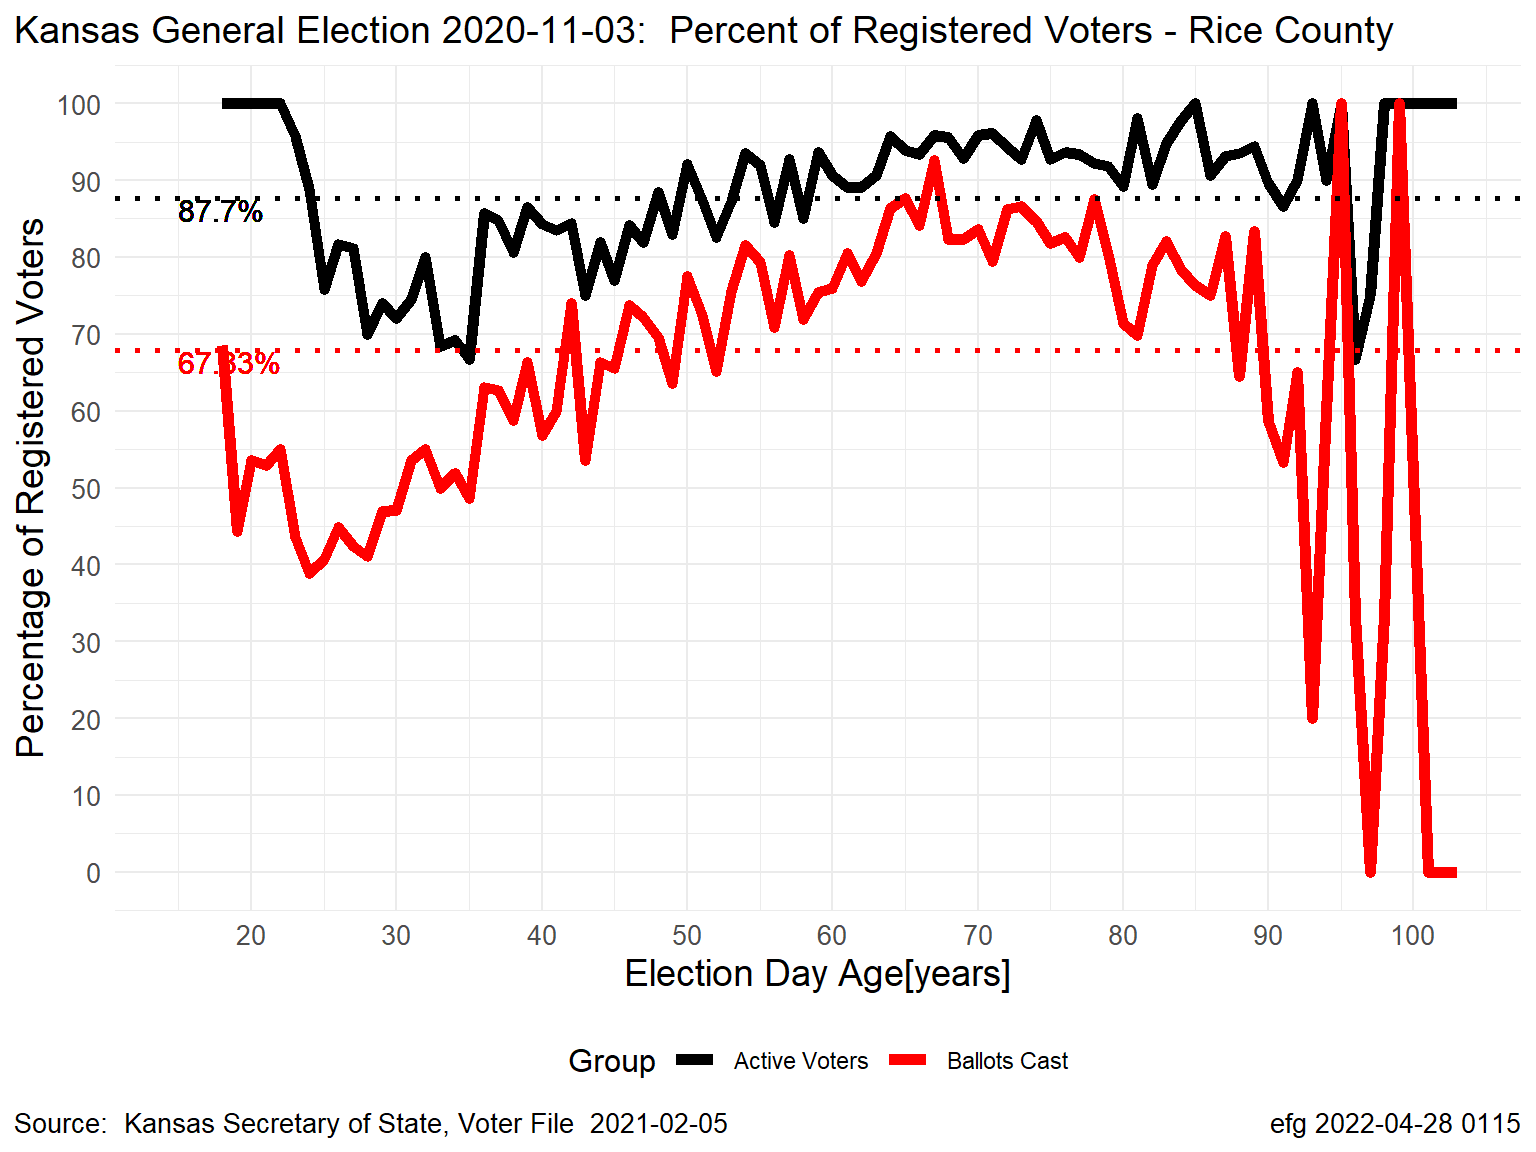 Kansas General Election 2020-11-03:  Percent of Registered Voters - Rice County
Percentage of Registered Voters
100
90
80
70
60
50
40
30
20
10
0
87.7%
67.83%
20 30 40 50 60 70 80 90 100
Election Day Age[years]
Group Active Voters Ballots Cast
Source:  Kansas Secretary of State, Voter File  2021-02-05
efg 2022-04-28 0115